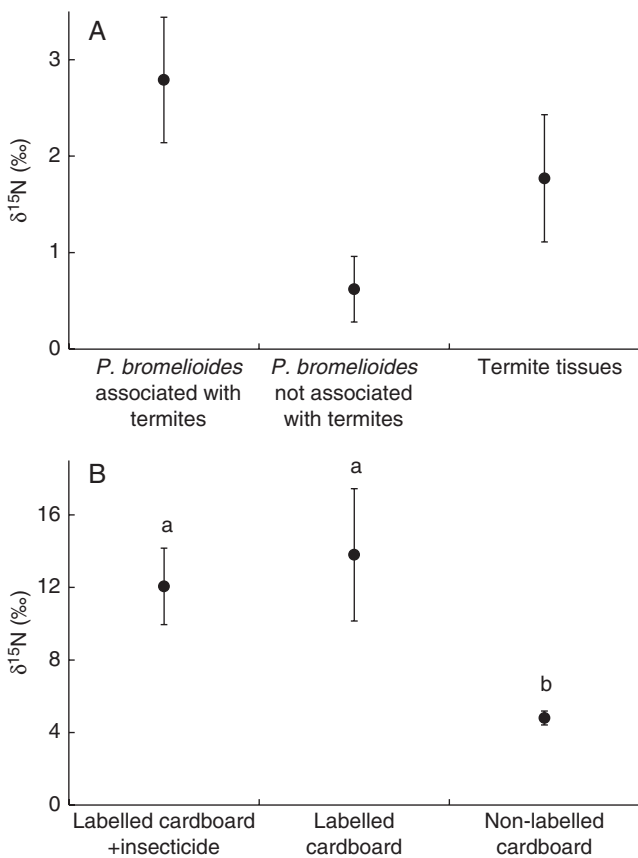 A
3
2
1
0
δ15N (‰)
P. bromelioides
associated with
termites
P. bromelioides
not associated
with termites
Termite tissues
B
16
12
8
4
0
δ15N (‰)
a
a
b
Labelled cardboard
+insecticide
Labelled
cardboard
Non-labelled
cardboard